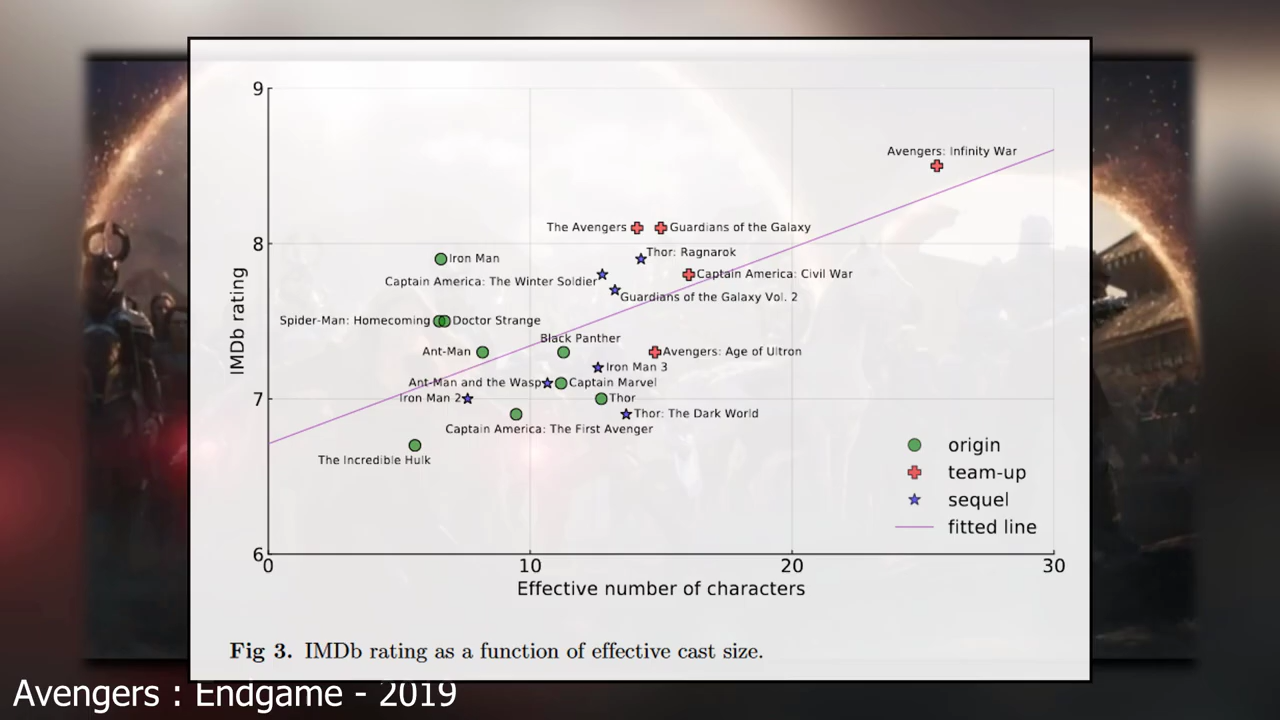 9
Avengers: Infinity War
The Avengers
Guardians of the Galaxy
8
Thor: Ragnarok
Iron Man
Captain America: Civil War
Captain America: The Winter Soldier
Guardians of the Galaxy Vol. 2
IMDb rating
Spider-Man: Homecoming
Doctor Strange
Black Panther
Ant-Man
Avengers: Age of Ultron
Iron Man 3
Ant-Man and the Wasp
Captain Marvel
7
Iron Man 2
Thor
Thor: The Dark World
Captain America: The First Avenger
The Incredible Hulk
origin
team-up
sequel
fitted line
6
0
10
20
30
Effective number of characters
Fig 3. IMDb rating as a function of effective cast size.
Avengers : Endgame - 2019